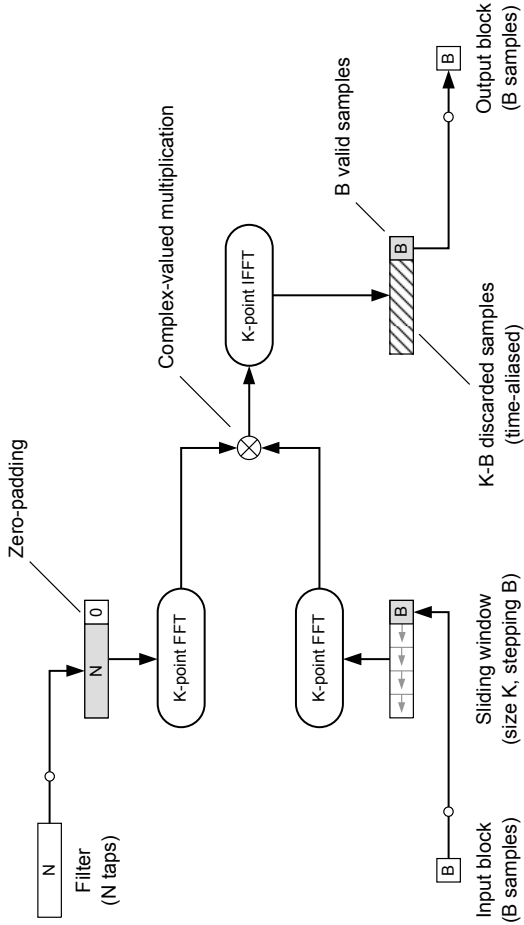 Filter
(N taps)
N
Zero-padding
N
0
K-point FFT
Complex-valued multiplication
K-point IFFT
B valid samples
B
K-B discarded samples
(time-aliased)
Output block
(B samples)
B
K-point FFT
B
Sliding window
(size K, stepping B)
B
Input block
(B samples)